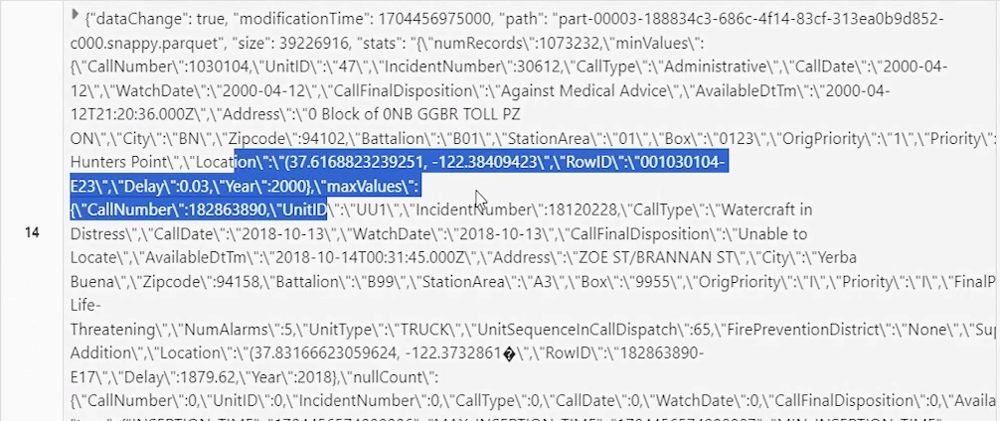 {"dataChange": true, "modificationTime": 1704456975000, "path": "part-00003-188834c3-686c-4f14-83cf-313ea0b9d852-
c000.snappy.parquet", "size": 39226916, "stats": "{\"numRecords\":1073232,\"minValues\":
{\"CallNumber\":1030104,\"UnitID\":\"47\",\"IncidentNumber\":30612,\"CallType\":\"Administrative\",\"CallDate\":\"2000-04-
12\",\"WatchDate\":\"2000-04-12\",\"CallFinalDisposition\":\"Against Medical Advice\",\"AvailableDtTm\":\"2000-04-
12T21:20:36.000Z\",\"Address\":\"0 Block of 0NB GGBR TOLL PZ
ON\",\"City\":\"BN\",\"Zipcode\":94102,\"Battalion\":\"B01\",\"StationArea\":\"01\",\"Box\":\"0123\",\"OrigPriority\":\"1\",\"Priority\":
Hunters Point\",\"Location\":\"(37.6168823239251, -122.38409423\",\"RowID\":\"001030104-
E23\",\"Delay\":0.03,\"Year\":2000},\"maxValues\":
{\"CallNumber\":182863890,\"UnitID\":\"UU1\",\"IncidentNumber\":18120228,\"CallType\":\"Watercraft in
14
Distress\",\"CallDate\":\"2018-10-13\",\"WatchDate\":\"2018-10-13\",\"CallFinalDisposition\":\"Unable to
Locate\",\"AvailableDtTm\":\"2018-10-14T00:31:45.000Z\",\"Address\":\"ZOE ST/BRANNAN ST\",\"City\":\"Yerba
Buena\",\"Zipcode\":94158,\"Battalion\":\"B99\",\"StationArea\":\"A3\",\"Box\":\"9955\",\"OrigPriority\":\"I\",\"Priority\":\"I\",\"FinalP
Life-
Threatening\",\"NumAlarms\":5,\"UnitType\":\"TRUCK\",\"UnitSequenceInCallDispatch\":65,\"FirePreventionDistrict\":\"None\",\"Su
Addition\",\"Location\":\"(37.83166623059624, -122.3732861�\",\"RowID\":\"182863890-
E17\",\"Delay\":1879.62,\"Year\":2018},\"nullCount\":
{\"CallNumber\":0,\"UnitID\":0,\"IncidentNumber\":0,\"CallType\":0,\"CallDate\":0,\"WatchDate\":0,\"CallFinalDisposition\":0,\"Availa